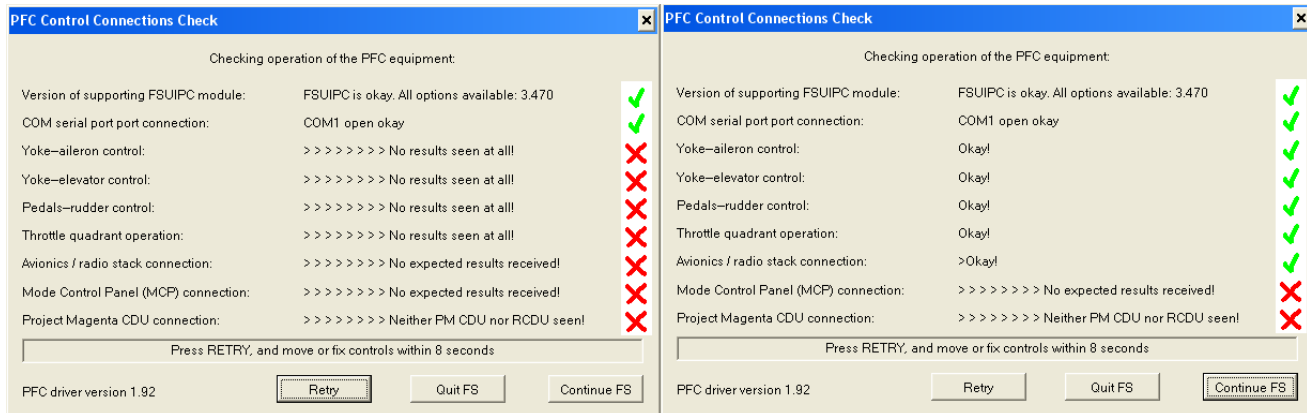 PFC Control Connections Check
Checking operation of the PFC equipment:
Version of supporting FSUIPC module: FSUIPC is okay. All options available: 3.470
COM serial port port connection: COM1 open okay
Yoke–aileron control: > > > > > > > > No results seen at all!
Yoke–elevator control: > > > > > > > > No results seen at all!
Pedals–rudder control: > > > > > > > > No results seen at all!
Throttle quadrant operation: > > > > > > > > No results seen at all!
Avionics / radio stack connection: > > > > > > > > No expected results received!
Mode Control Panel (MCP) connection: > > > > > > > > No expected results received!
Project Magenta CDU connection: > > > > > > > > Neither PM CDU nor RCDU seen!
Press RETRY, and move or fix controls within 8 seconds
PFC driver version 1.92 Retry Quit FS Continue FS
PFC Control Connections Check
Checking operation of the PFC equipment:
Version of supporting FSUIPC module: FSUIPC is okay. All options available: 3.470
COM serial port port connection: COM1 open okay
Yoke–aileron control: Okay!
Yoke–elevator control: Okay!
Pedals–rudder control: Okay!
Throttle quadrant operation: Okay!
Avionics / radio stack connection: >Okay!
Mode Control Panel (MCP) connection: > > > > > > > > No expected results received!
Project Magenta CDU connection: > > > > > > > > Neither PM CDU nor RCDU seen!
Press RETRY, and move or fix controls within 8 seconds
PFC driver version 1.92 Retry Quit FS Continue FS